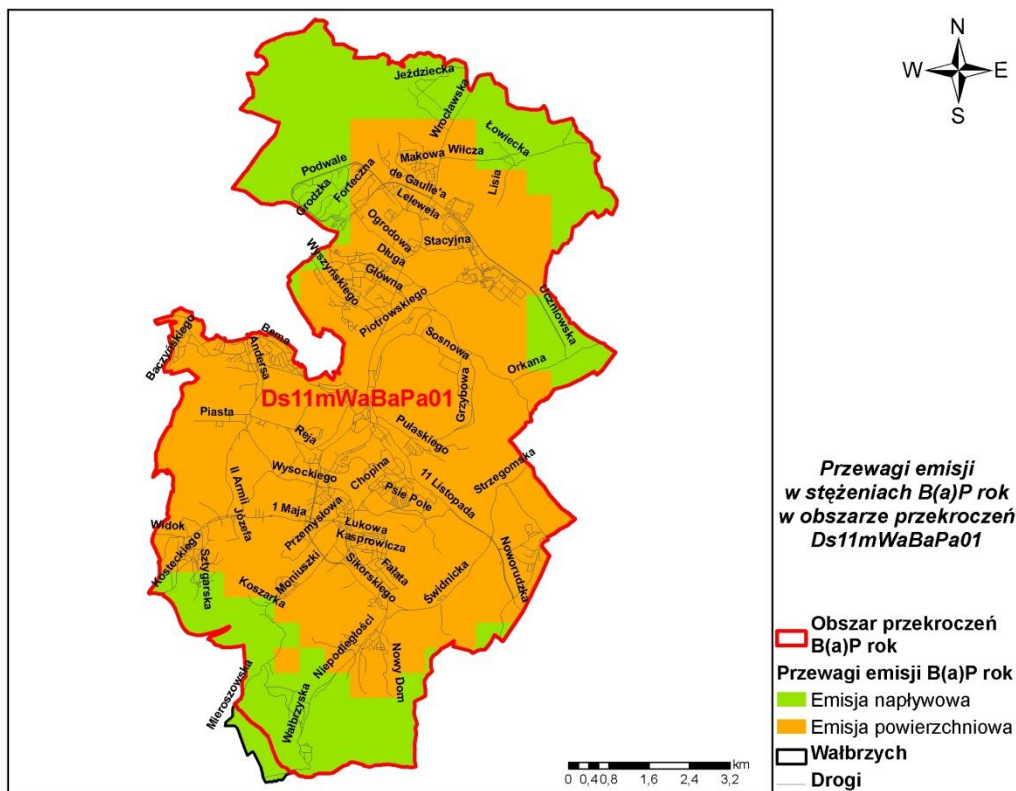 N
W
E
S
Jeździecka
Wrocławska
Łowiecka
Makowa
Wilcza
Podwale
Forteczna
Grodzka
de Gaulle'a
Lisia
Lelewela
Ogrodowa
Stacyjna
Długa
Wyszyńskiego
Główna
Piotrowskiego
Uczniowska
Baczyńskiego
Bema
Andersa
Sosnowa
Orkana
Grzybowa
Ds11mWaBaPa01
Piasta
Reja
Pułaskiego
Wysockiego
Chopina
11 Listopada
Strzegomska
II Armii
Józefa
Psie Pole
1 Maja
Przemysłowa
Łukowa
Kasprowicza
Widok
Kosteckiego
Sztygarska
Koszarka
Moniuszki
Sikorskiego
Fałata
Świdnicka
Noworudzka
Niepodległości
Nowy Dom
Mieroszowska
Wałbrzyska
Przewagi emisji
w stężeniach B(a)P rok
w obszarze przekroczeń
Ds11mWaBaPa01
Obszar przekroczeń
B(a)P rok
Przewagi emisji B(a)P rok
Emisja napływowa
Emisja powierzchniowa
Wałbrzych
Drogi
km
0 0,4 0,8 1,6 2,4 3,2